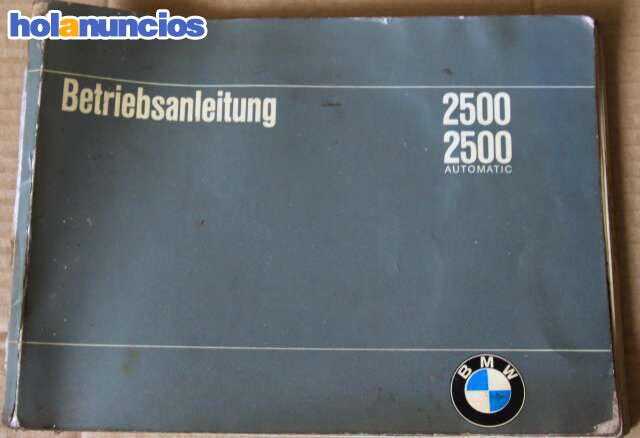 holanuncios
Betriebsanleitung
2500
2500
AUTOMATIC
BMW